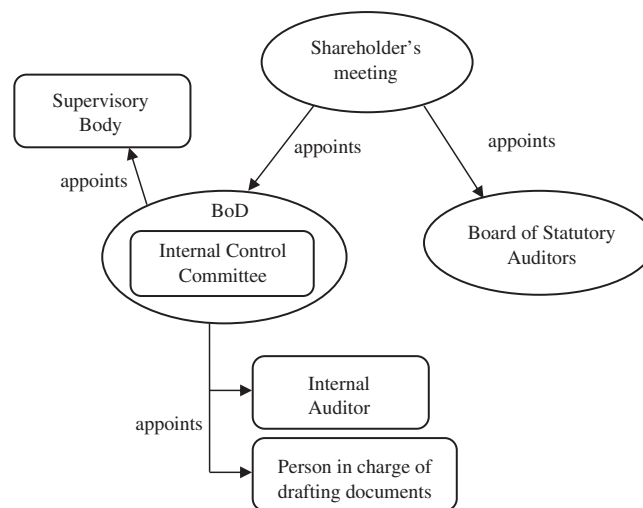 Shareholder's
meeting
Supervisory
Body
appoints
appoints
appoints
BoD
Internal Control
Committee
Board of Statutory
Auditors
Internal
Auditor
appoints
Person in charge of
drafting documents